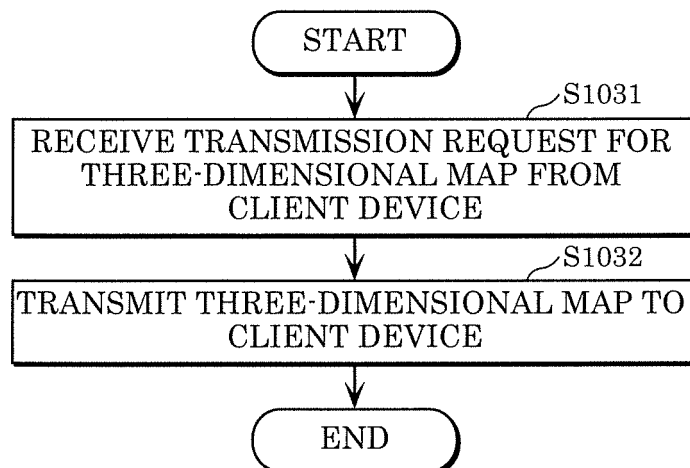 START
S1031
RECEIVE TRANSMISSION REQUEST FOR
THREE-DIMENSIONAL MAP FROM
CLIENT DEVICE
S1032
TRANSMIT THREE-DIMENSIONAL MAP TO
CLIENT DEVICE
END